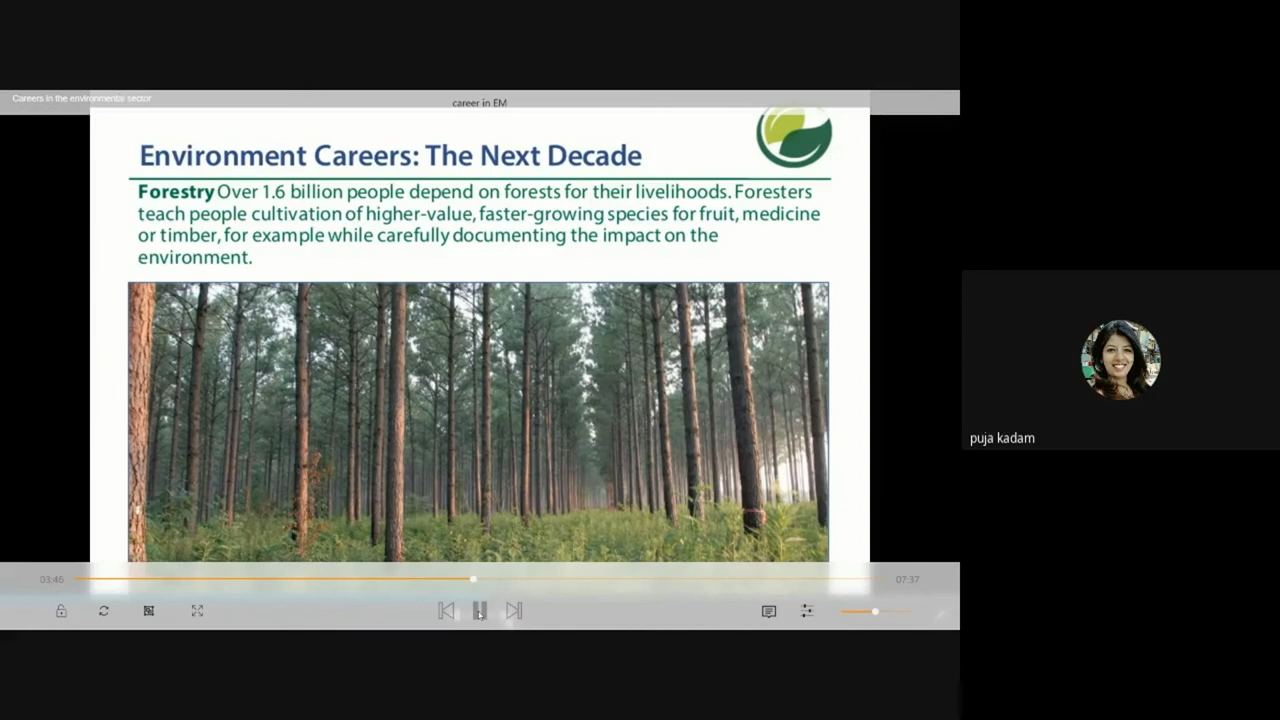 Careers in the environmental sector
career in EM
Environment Careers: The Next Decade
Forestry Over 1.6 billion people depend on forests for their livelihoods. Foresters
teach people cultivation of higher-value, faster-growing species for fruit, medicine
or timber, for example while carefully documenting the impact on the
environment.
03:46
07:37
puja kadam